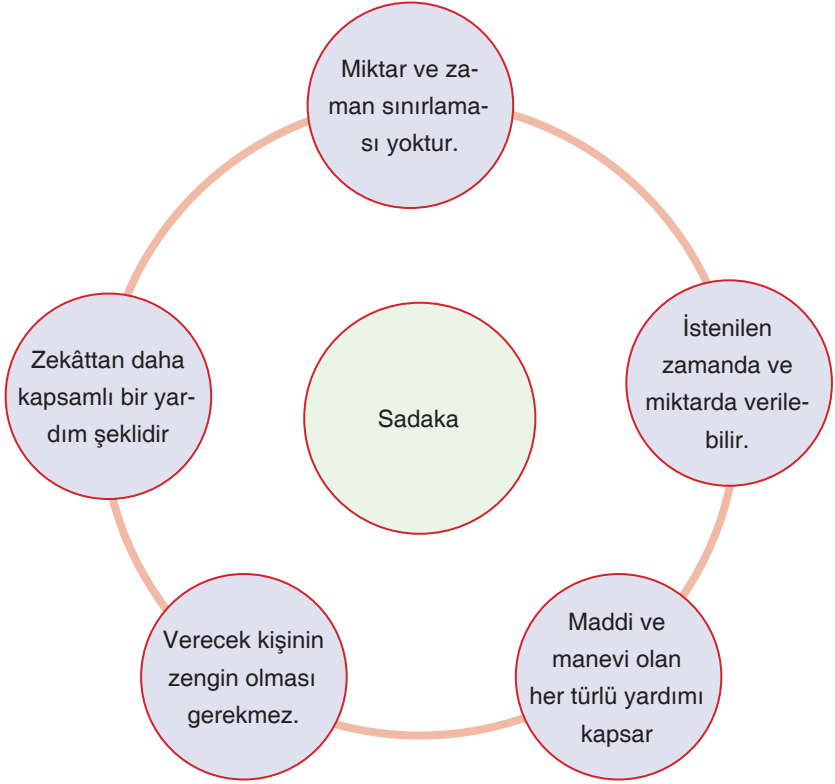 Miktar ve za-
man sınırlama-
sı yoktur.
İstenilen
zamanda ve
miktarda verile-
bilir.
Maddi ve
manevi olan
her türlü yardımı
kapsar
Verecek kişinin
zengin olması
gerekmez.
Zekâttan daha
kapsamlı bir yar-
dım şeklidir
Sadaka